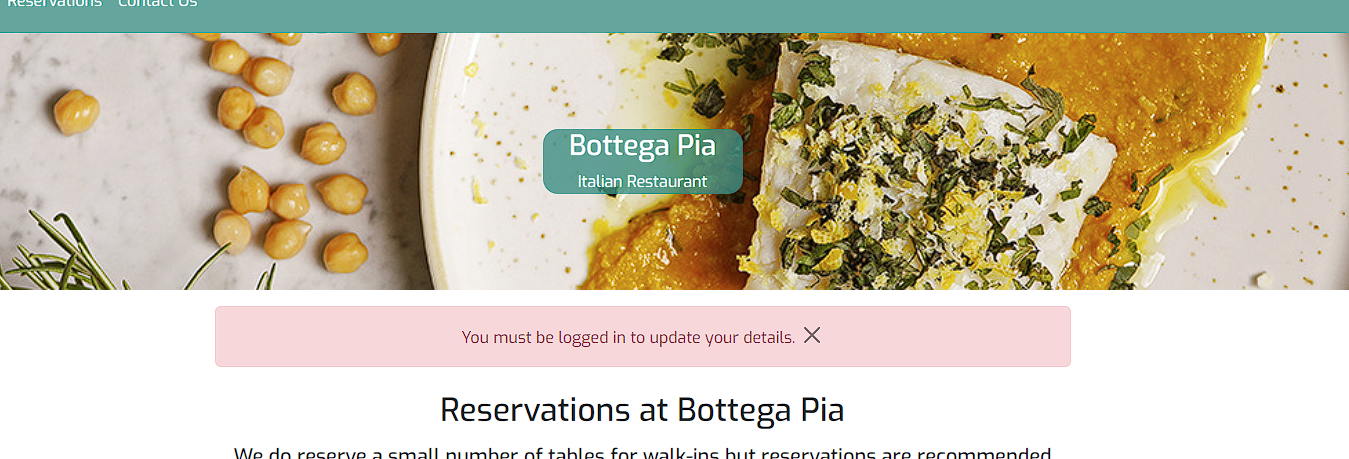 Reservations Contact Us
Bottega Pia
Italian Restaurant
You must be logged in to update your details.
Reservations at Bottega Pia
We do reserve a small number of tables for walk-ins but reservations are recommended